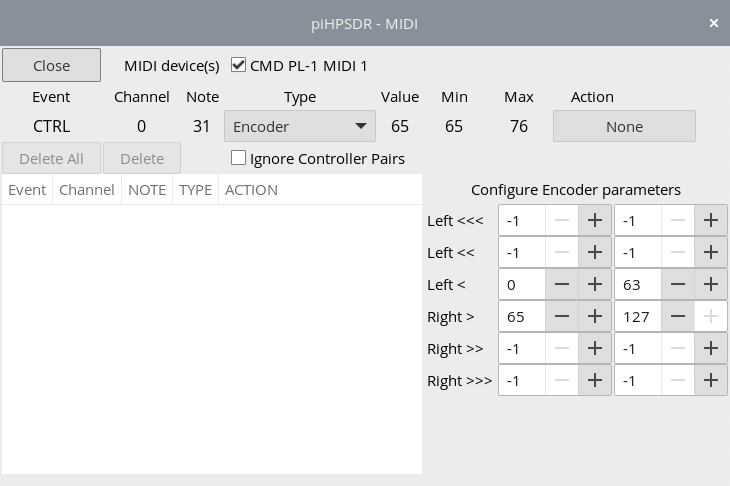 piHPSDR - MIDI ×
Close MIDI device(s) CMD PL-1 MIDI 1
Event Channel Note Type Value Min Max Action
CTRL 0 31 Encoder 65 65 76 None
Delete All Delete Ignore Controller Pairs
Event Channel NOTE TYPE ACTION
Configure Encoder parameters
Left <<< -1 − + -1 − +
Left << -1 − + -1 − +
Left < 0 − + 63 − +
Right > 65 − + 127 − +
Right >> -1 − + -1 − +
Right >>> -1 − + -1 − +